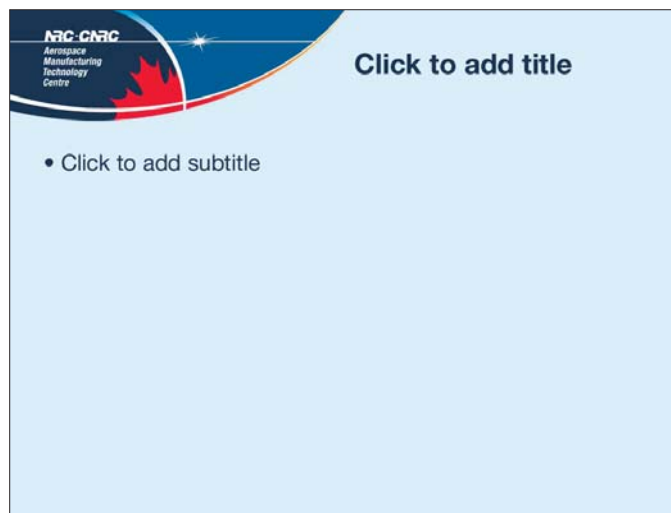 NRC·CNRC
Aerospace
Manufacturing
Technology
Centre
Click to add title
• Click to add subtitle